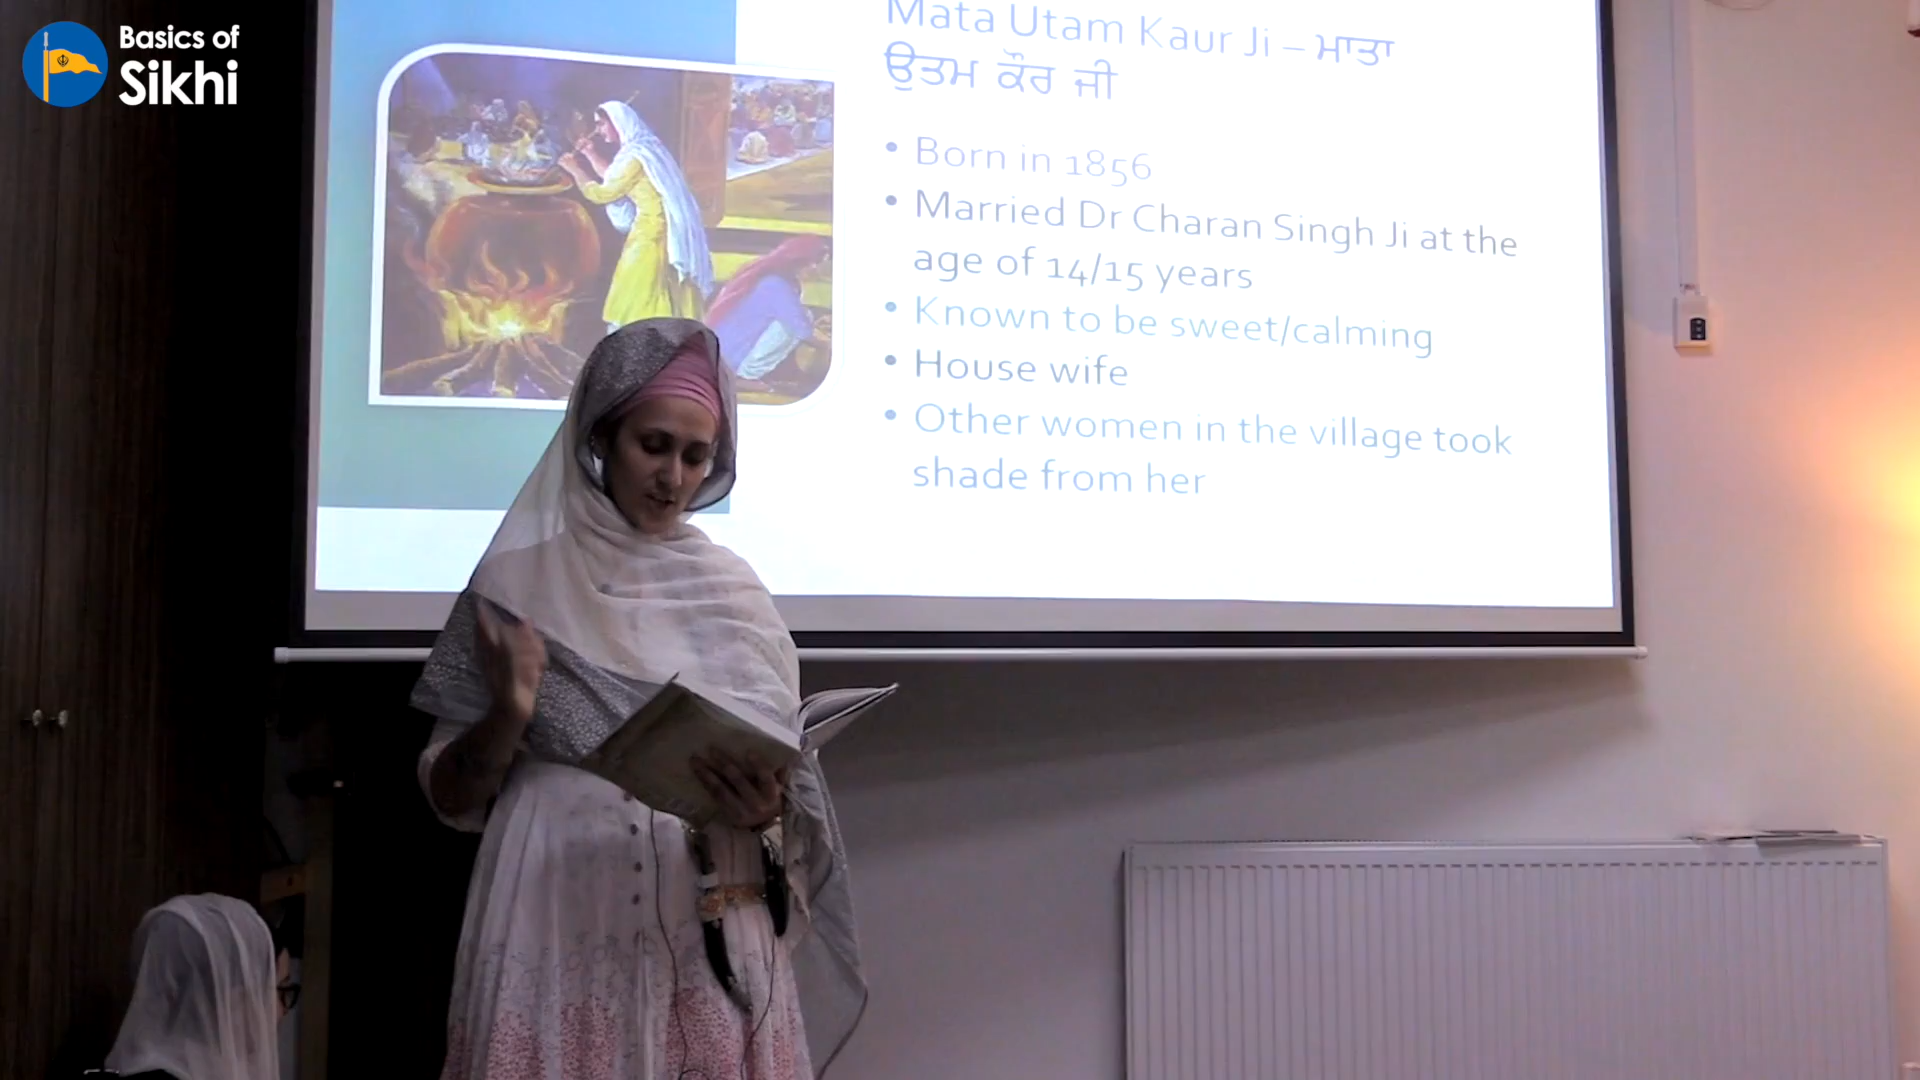 Basics of
Sikhi
Mata Utam Kaur Ji – ਮਾਤਾ
ਉਤਮ ਕੌਰ ਜੀ
• Born in 1856
• Married Dr Charan Singh Ji at the
age of 14/15 years
• Known to be sweet/calming
• House wife
• Other women in the village took
shade from her